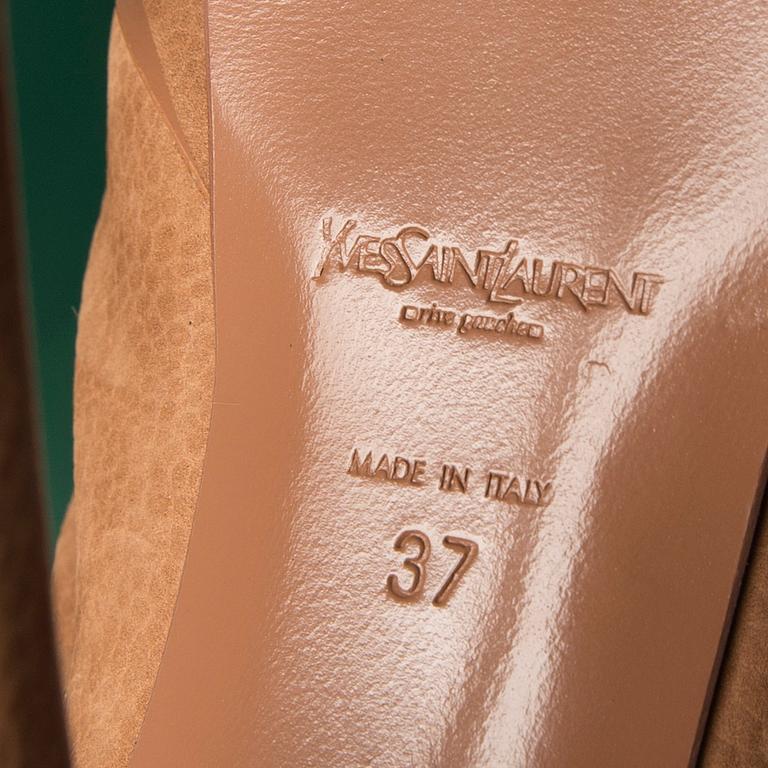 YVESSAINTLAURENT
rive gauche
MADE IN ITALY
37